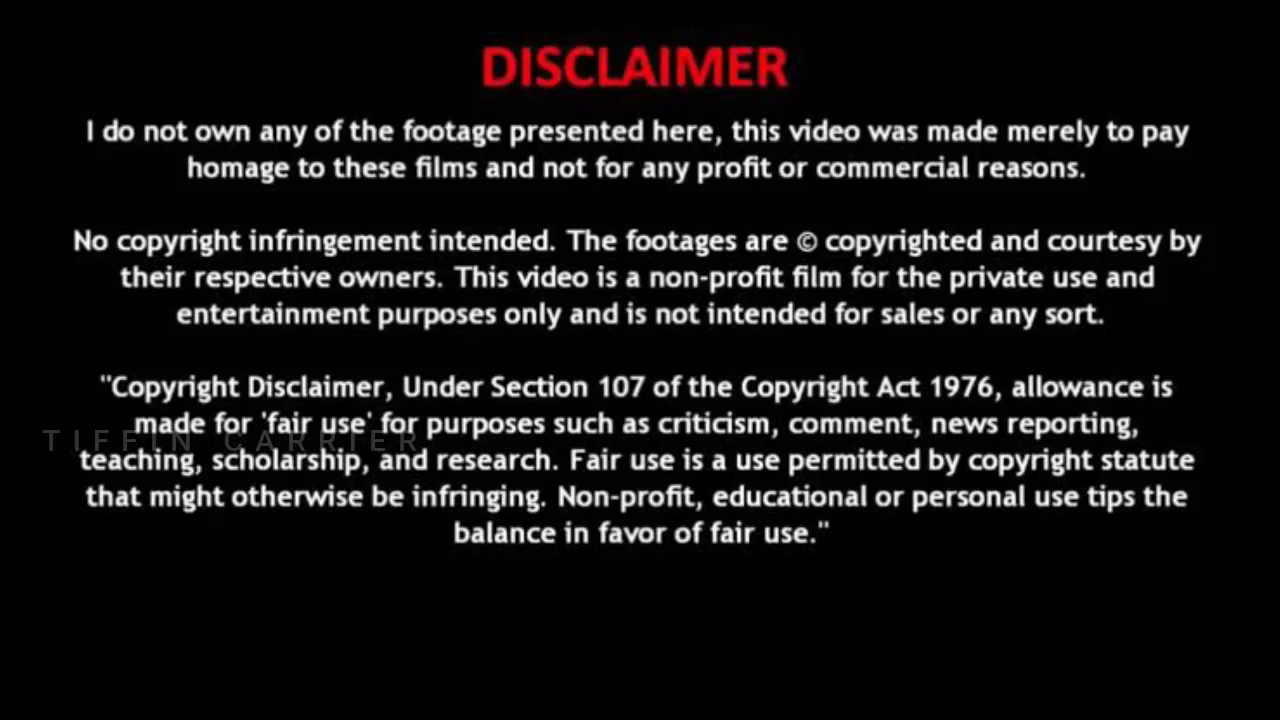 DISCLAIMER
I do not own any of the footage presented here, this video was made merely to pay
homage to these films and not for any profit or commercial reasons.
No copyright infringement intended. The footages are © copyrighted and courtesy by
their respective owners. This video is a non-profit film for the private use and
entertainment purposes only and is not intended for sales or any sort.
"Copyright Disclaimer, Under Section 107 of the Copyright Act 1976, allowance is
made for 'fair use' for purposes such as criticism, comment, news reporting,
TIFFIN CARRIER
teaching, scholarship, and research. Fair use is a use permitted by copyright statute
that might otherwise be infringing. Non-profit, educational or personal use tips the
balance in favor of fair use."